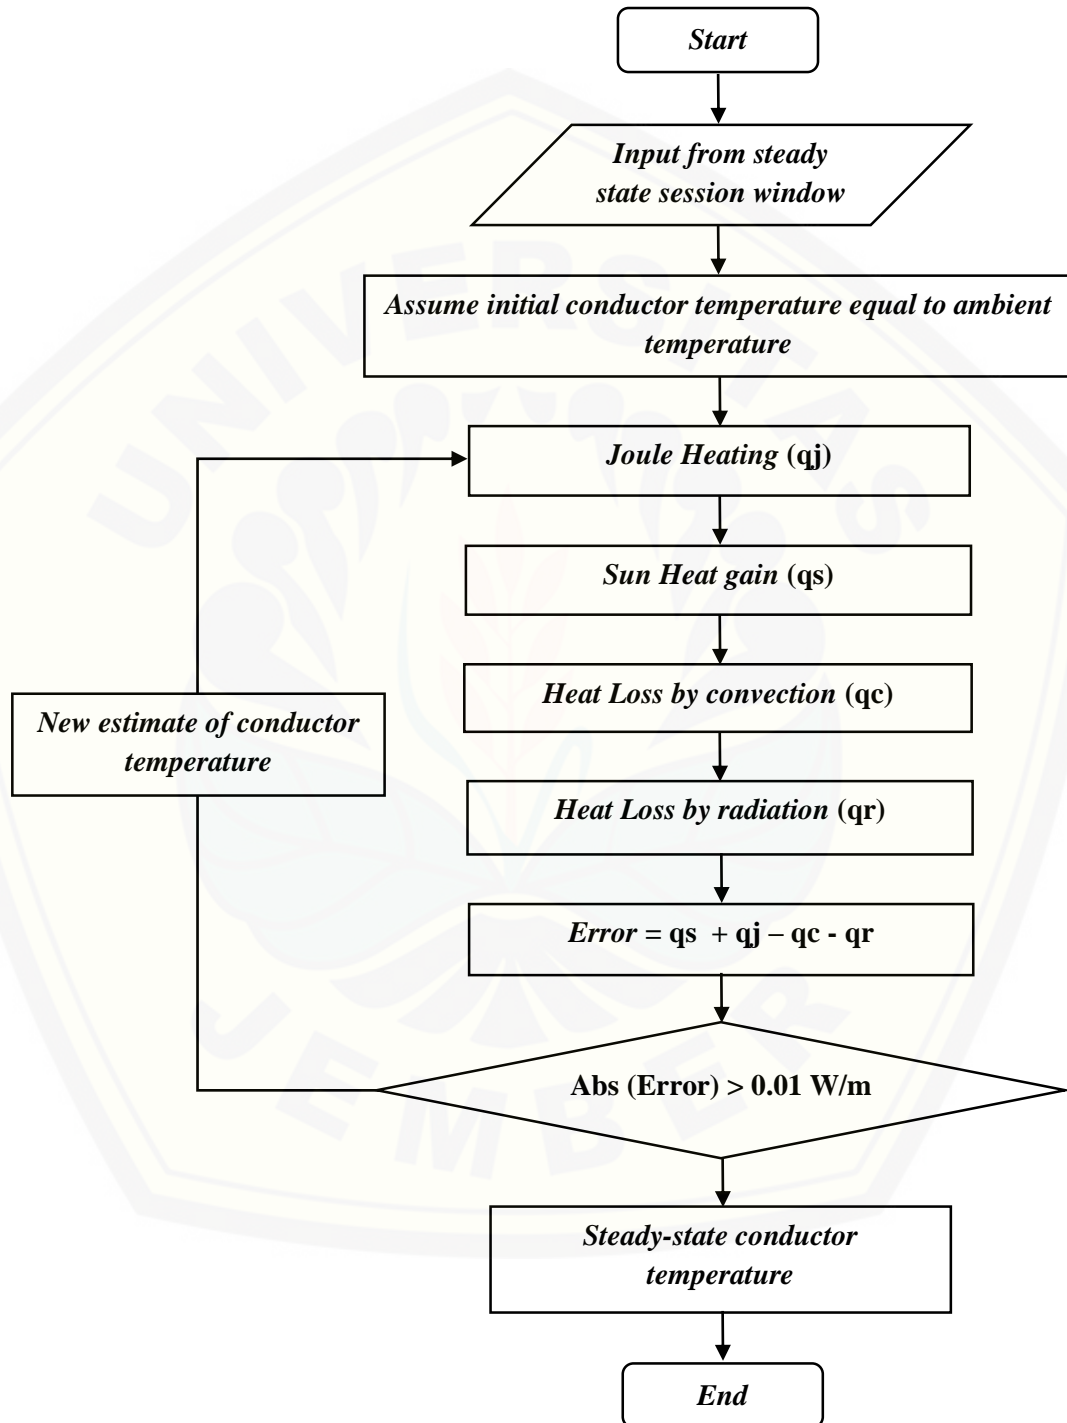 Start
Input from steady
state session window
Assume initial conductor temperature equal to ambient
temperature
Joule Heating (qj)
Sun Heat gain (qs)
Heat Loss by convection (qc)
New estimate of conductor
temperature
Heat Loss by radiation (qr)
Error = qs + qj – qc - qr
Abs (Error) > 0.01 W/m
Steady-state conductor
temperature
End
UNIVERSITAS
JEMBER